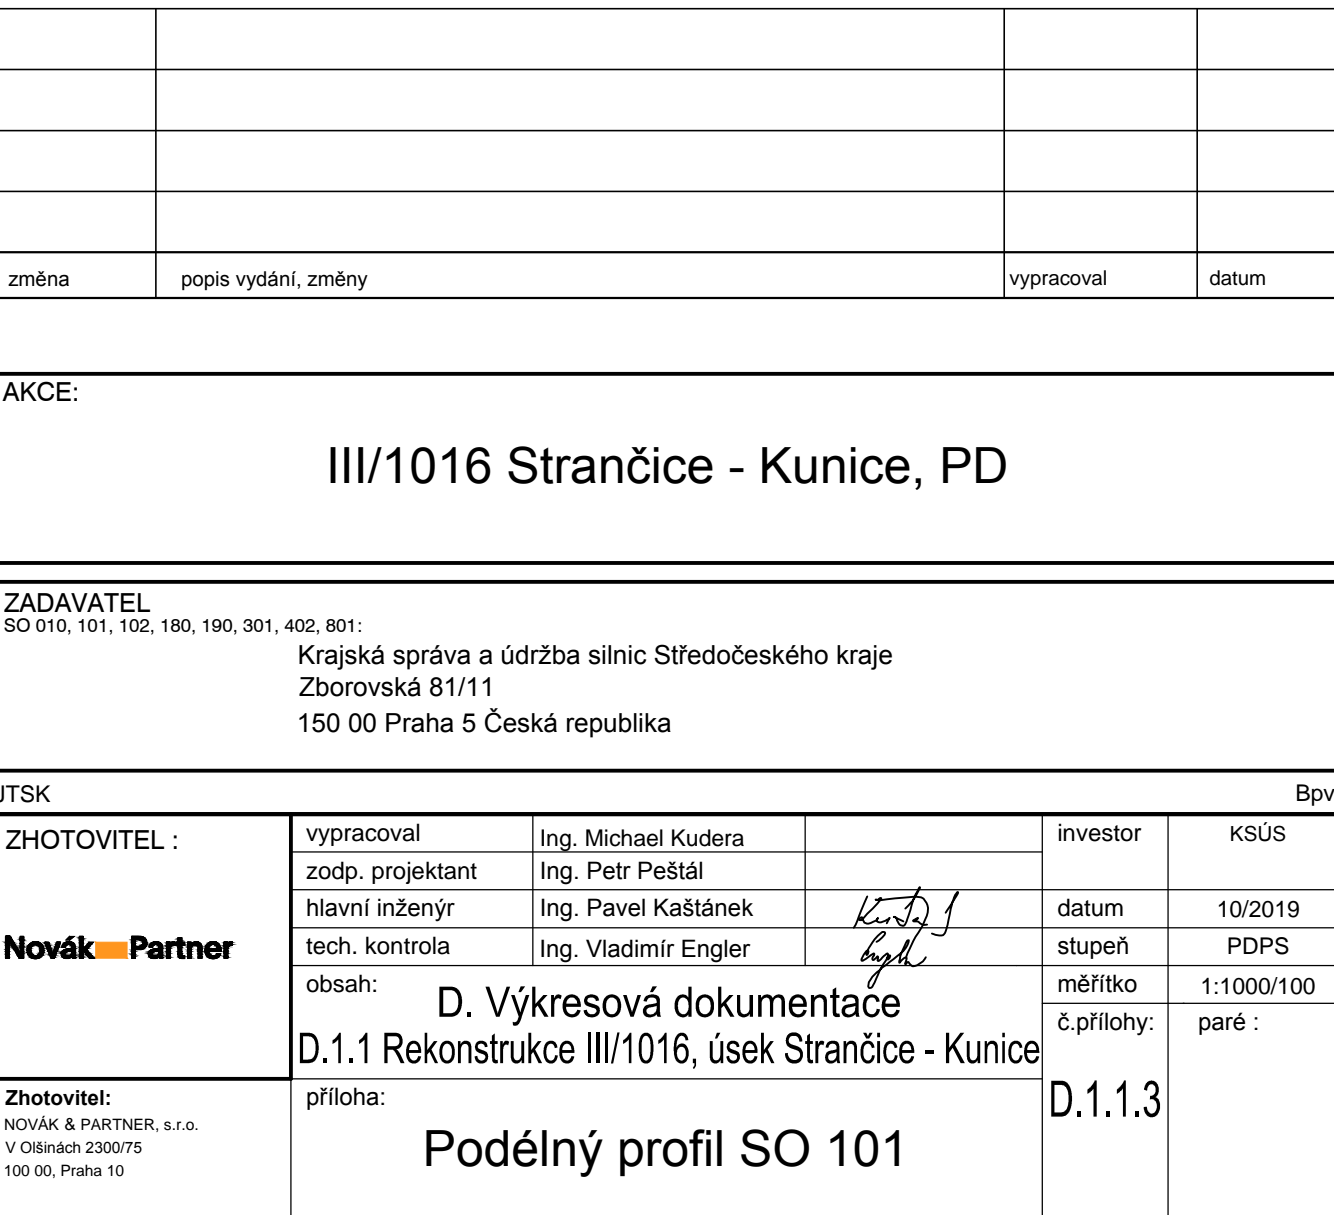 změna popis vydání, změny vypracoval datum
AKCE:
III/1016 Strančice - Kunice, PD
ZADAVATEL
SO 010, 101, 102, 180, 190, 301, 402, 801:
Krajská správa a údržba silnic Středočeského kraje
Zborovská 81/11
150 00 Praha 5 Česká republika
JTSK Bpv
ZHOTOVITEL :
Novák Partner
vypracoval Ing. Michael Kudera
zodp. projektant Ing. Petr Peštál
hlavní inženýr Ing. Pavel Kaštánek
tech. kontrola Ing. Vladimír Engler
investor KSÚS
datum 10/2019
stupeň PDPS
měřítko 1:1000/100
obsah:
D. Výkresová dokumentace
D.1.1 Rekonstrukce III/1016, úsek Strančice - Kunice
č.přílohy: paré :
D.1.1.3
Zhotovitel:
NOVÁK & PARTNER, s.r.o.
V Olšinách 2300/75
100 00, Praha 10
příloha:
Podélný profil SO 101